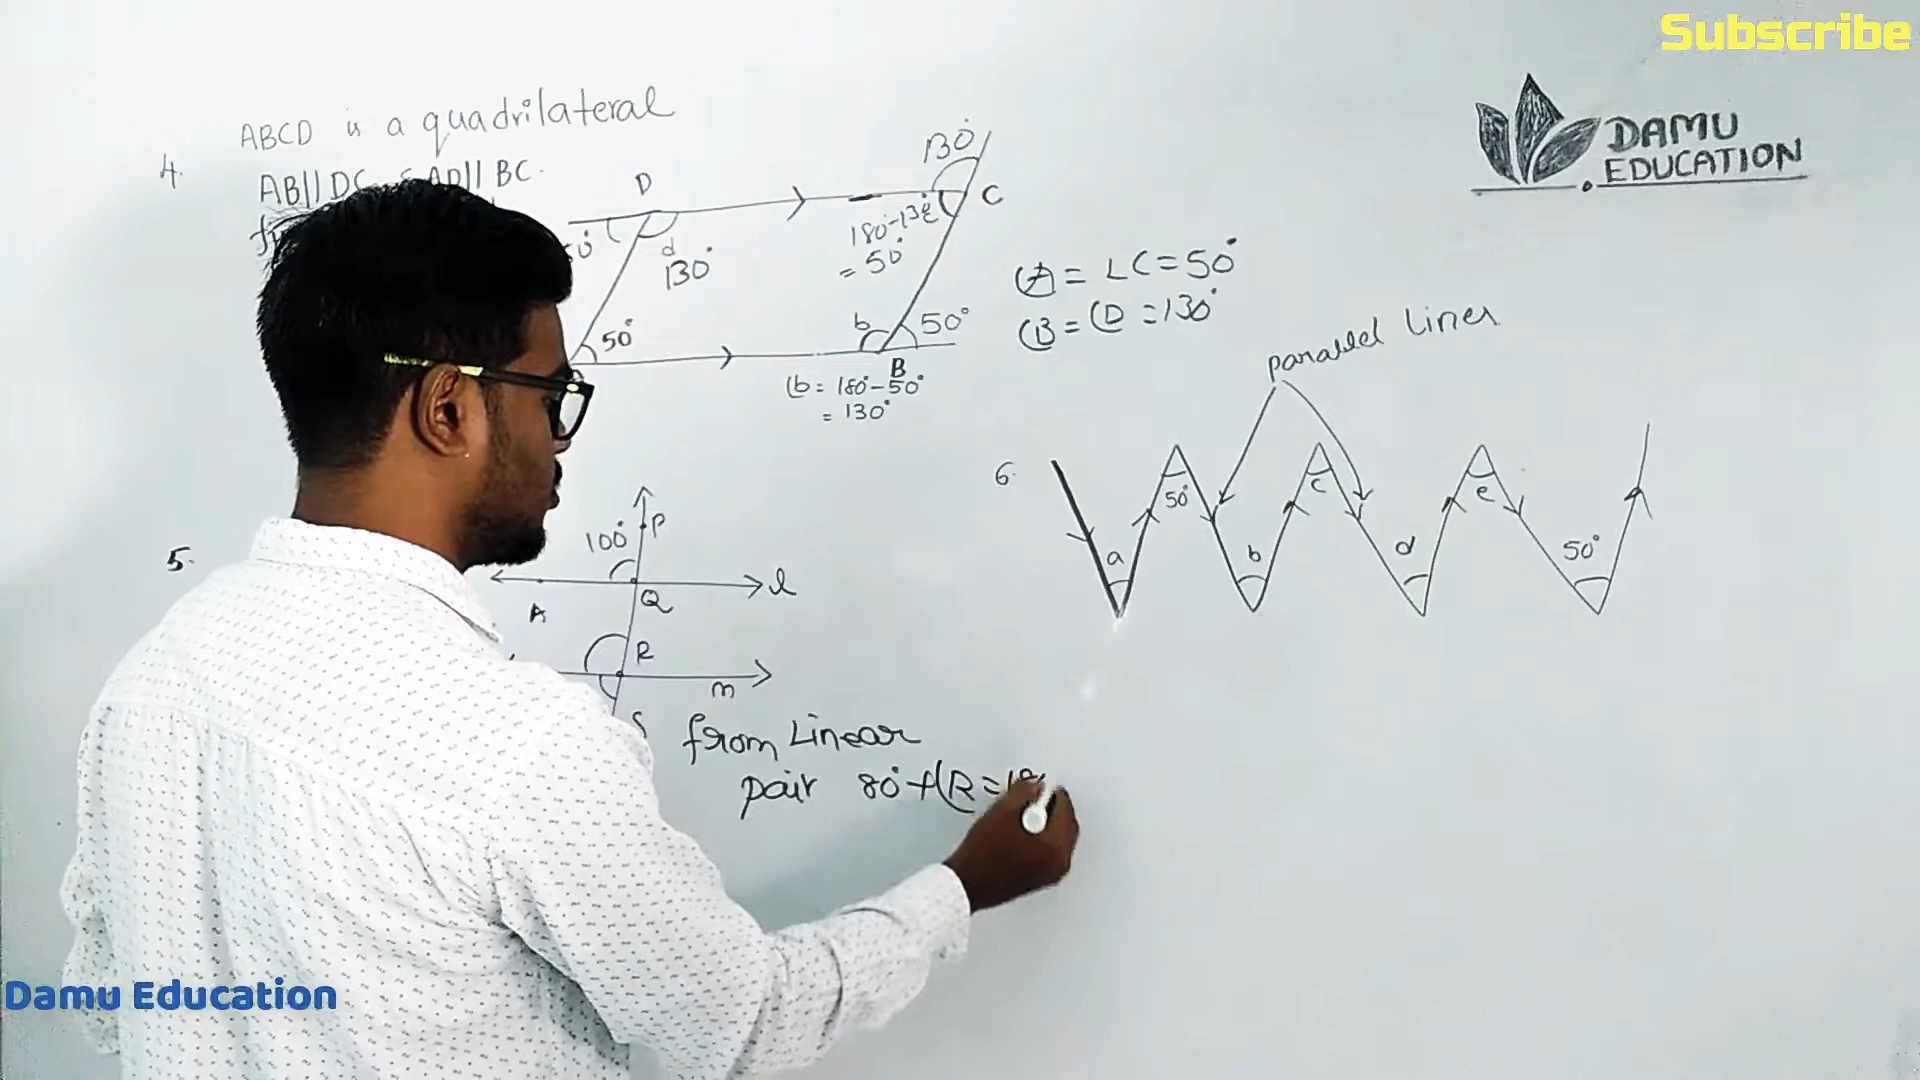 Subscribe
DAMU
EDUCATION
ABCD is a quadrilateral
4.
AB||DC & AD|| BC.
D
130°
C
d
130°
180°-13
= 50°
50°
b
50°
B
(b = 180°-50°
= 130°
(A = ∠C = 50°
(B = (D = 130°
parallel lines
6.
a
50°
b
c
d
e
50°
5.
100°
P
l
A
Q
R
m
S
from Linear
pair 80°+(R=18
Damu Education